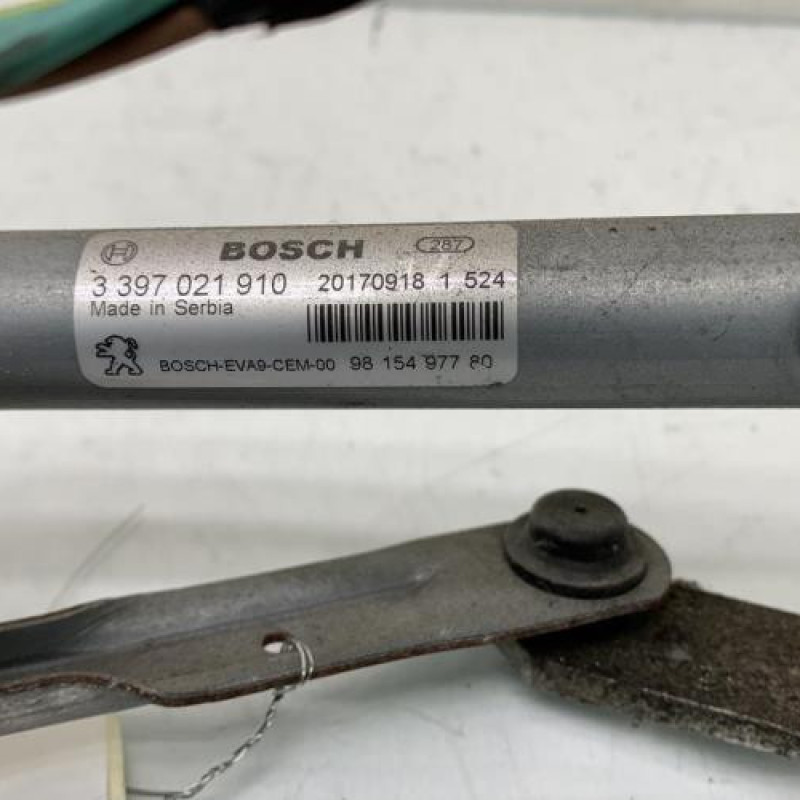 BOSCH 287
3 397 021 910 20170918 1 524
Made in Serbia
BOSCH-EVA9-CEM-00 98 154 977 80